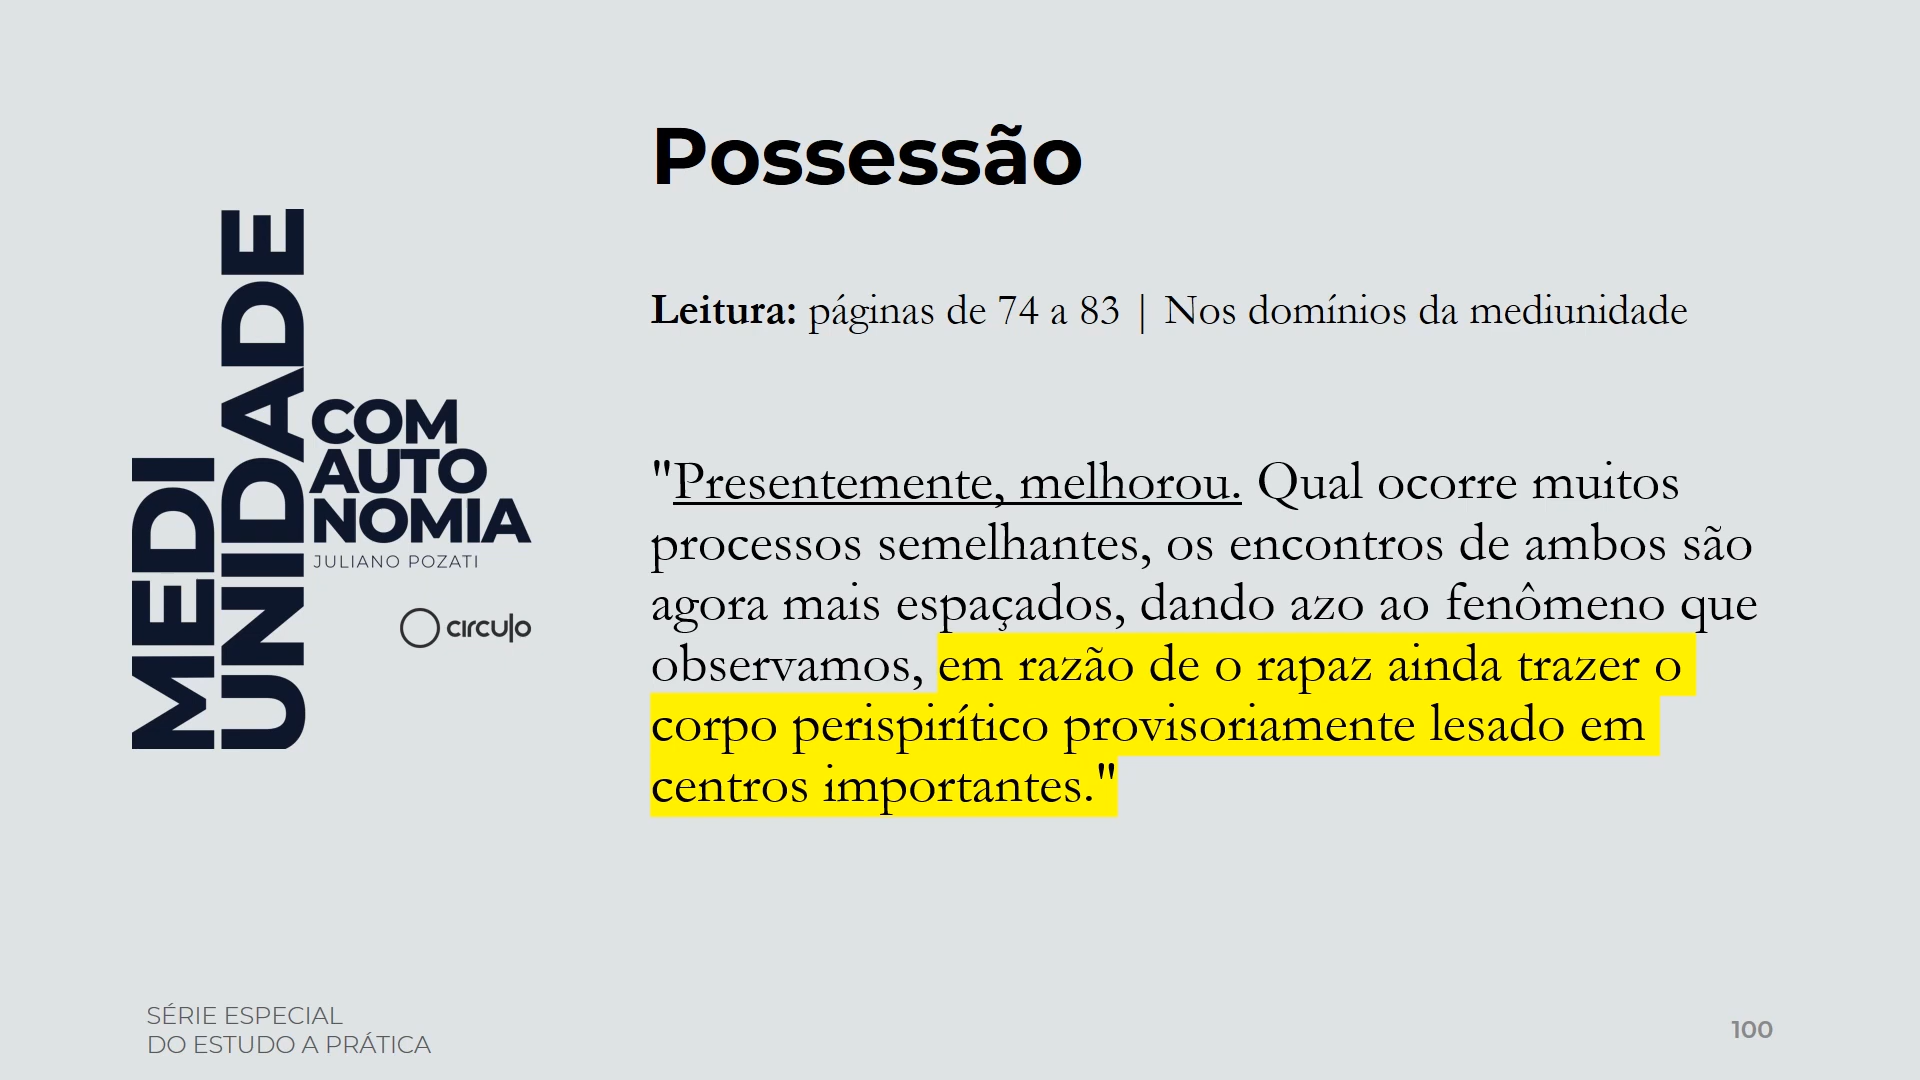 Possessão
Leitura: páginas de 74 a 83 | Nos domínios da mediunidade
MEDI
UNIDADE
COM
AUTO
NOMIA
JULIANO POZATI
circulo
"Presentemente, melhorou. Qual ocorre muitos
processos semelhantes, os encontros de ambos são
agora mais espaçados, dando azo ao fenômeno que
observamos, em razão de o rapaz ainda trazer o
corpo perispirítico provisoriamente lesado em
centros importantes."
SÉRIE ESPECIAL
DO ESTUDO A PRÁTICA
100